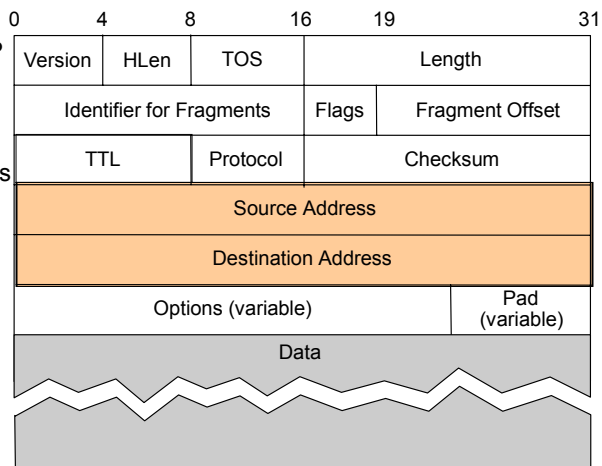 0 4 8 16 19 31
Version HLen TOS Length
Identifier for Fragments Flags Fragment Offset
TTL Protocol Checksum
s
Source Address
Destination Address
Options (variable) Pad
(variable)
Data